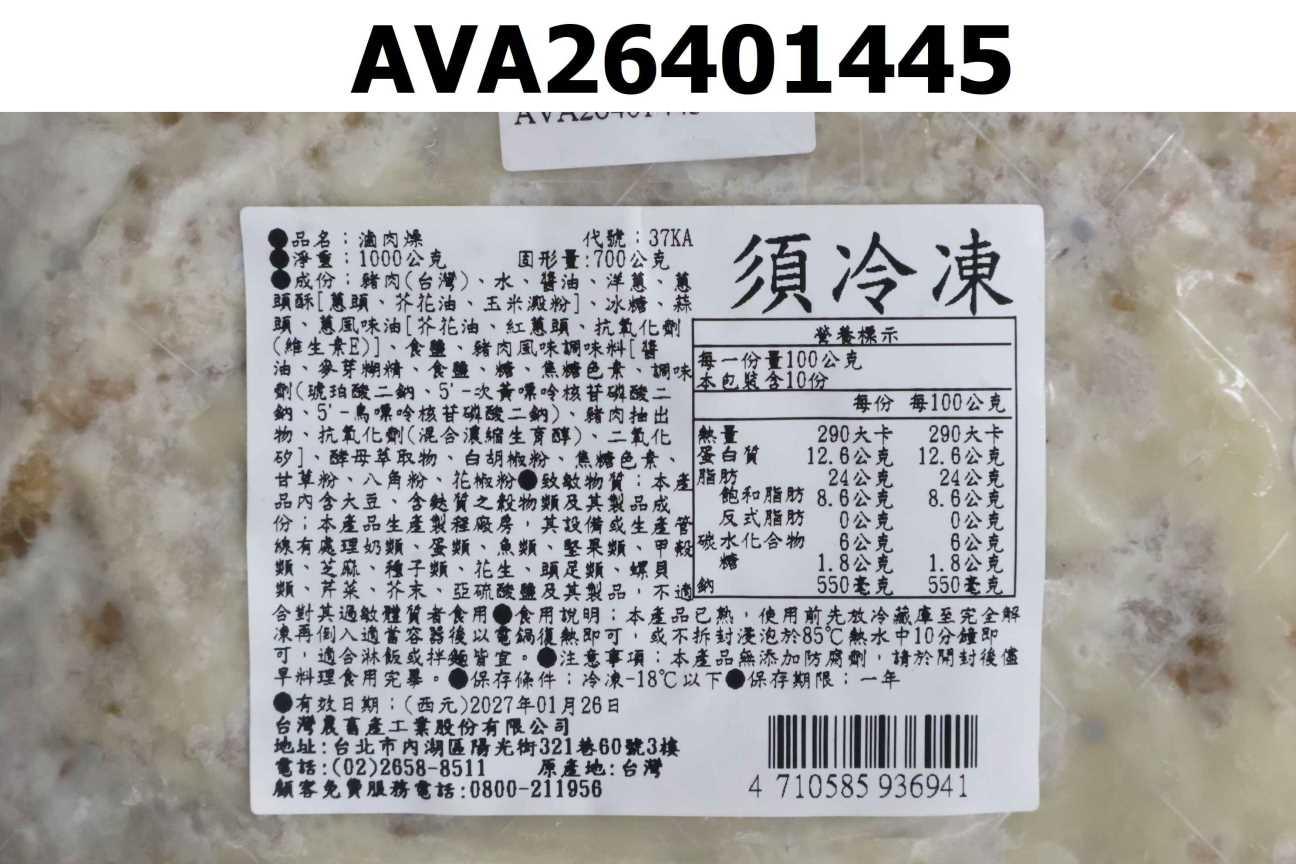 AVA26401445
AVA26401445
●品名：滷肉燥 代號：37KA
●淨重：1000公克 固形量:700公克
●成份：豬肉(台灣)、水、醬油、洋蔥、蔥
頭酥[蔥頭、芥花油、玉米澱粉]、冰糖、蒜
頭、蔥風味油[芥花油、紅蔥頭、抗氧化劑
(維生素E)]、食鹽、豬肉風味調味料[醬
油、麥芽糊精、食鹽、糖、焦糖色素、調味
劑(琥珀酸二鈉、5'-次黃嘌呤核苷磷酸二
鈉、5'-鳥嘌呤核苷磷酸二鈉)、豬肉抽出
物、抗氧化劑(混合濃縮生育醇)、二氧化
矽]、酵母萃取物、白胡椒粉、焦糖色素、
甘草粉、八角粉、花椒粉●致敏物質：本產
品內含大豆、含麩質之穀物類及其製品成
份；本產品生產製程廠房，其設備或生產管
線有處理奶類、蛋類、魚類、堅果類、甲殼
類、芝麻、種子類、花生、頭足類、螺貝
類、芹菜、芥末、亞硫酸鹽及其製品，不適
合對其過敏體質者食用●食用說明：本產品已熟，使用前先放冷藏庫至完全解
凍再倒入適當容器後以電鍋復熱即可，或不拆封浸泡於85℃熱水中10分鐘即
可，適合淋飯或拌麵皆宜。●注意事項：本產品無添加防腐劑，請於開封後儘
早料理食用完畢。●保存條件：冷凍-18℃以下●保存期限：一年
●有效日期：(西元)2027年01月26日
台灣農畜產工業股份有限公司
地址:台北市內湖區陽光街321巷60號3樓
電話:(02)2658-8511 原產地:台灣
顧客免費服務電話:0800-211956
須冷凍
營養標示
每一份量100公克
本包裝含10份
每份 每100公克
熱量 290大卡 290大卡
蛋白質 12.6公克 12.6公克
脂肪 24公克 24公克
飽和脂肪 8.6公克 8.6公克
反式脂肪 0公克 0公克
碳水化合物 6公克 6公克
糖 1.8公克 1.8公克
鈉 550毫克 550毫克
4 710585 936941